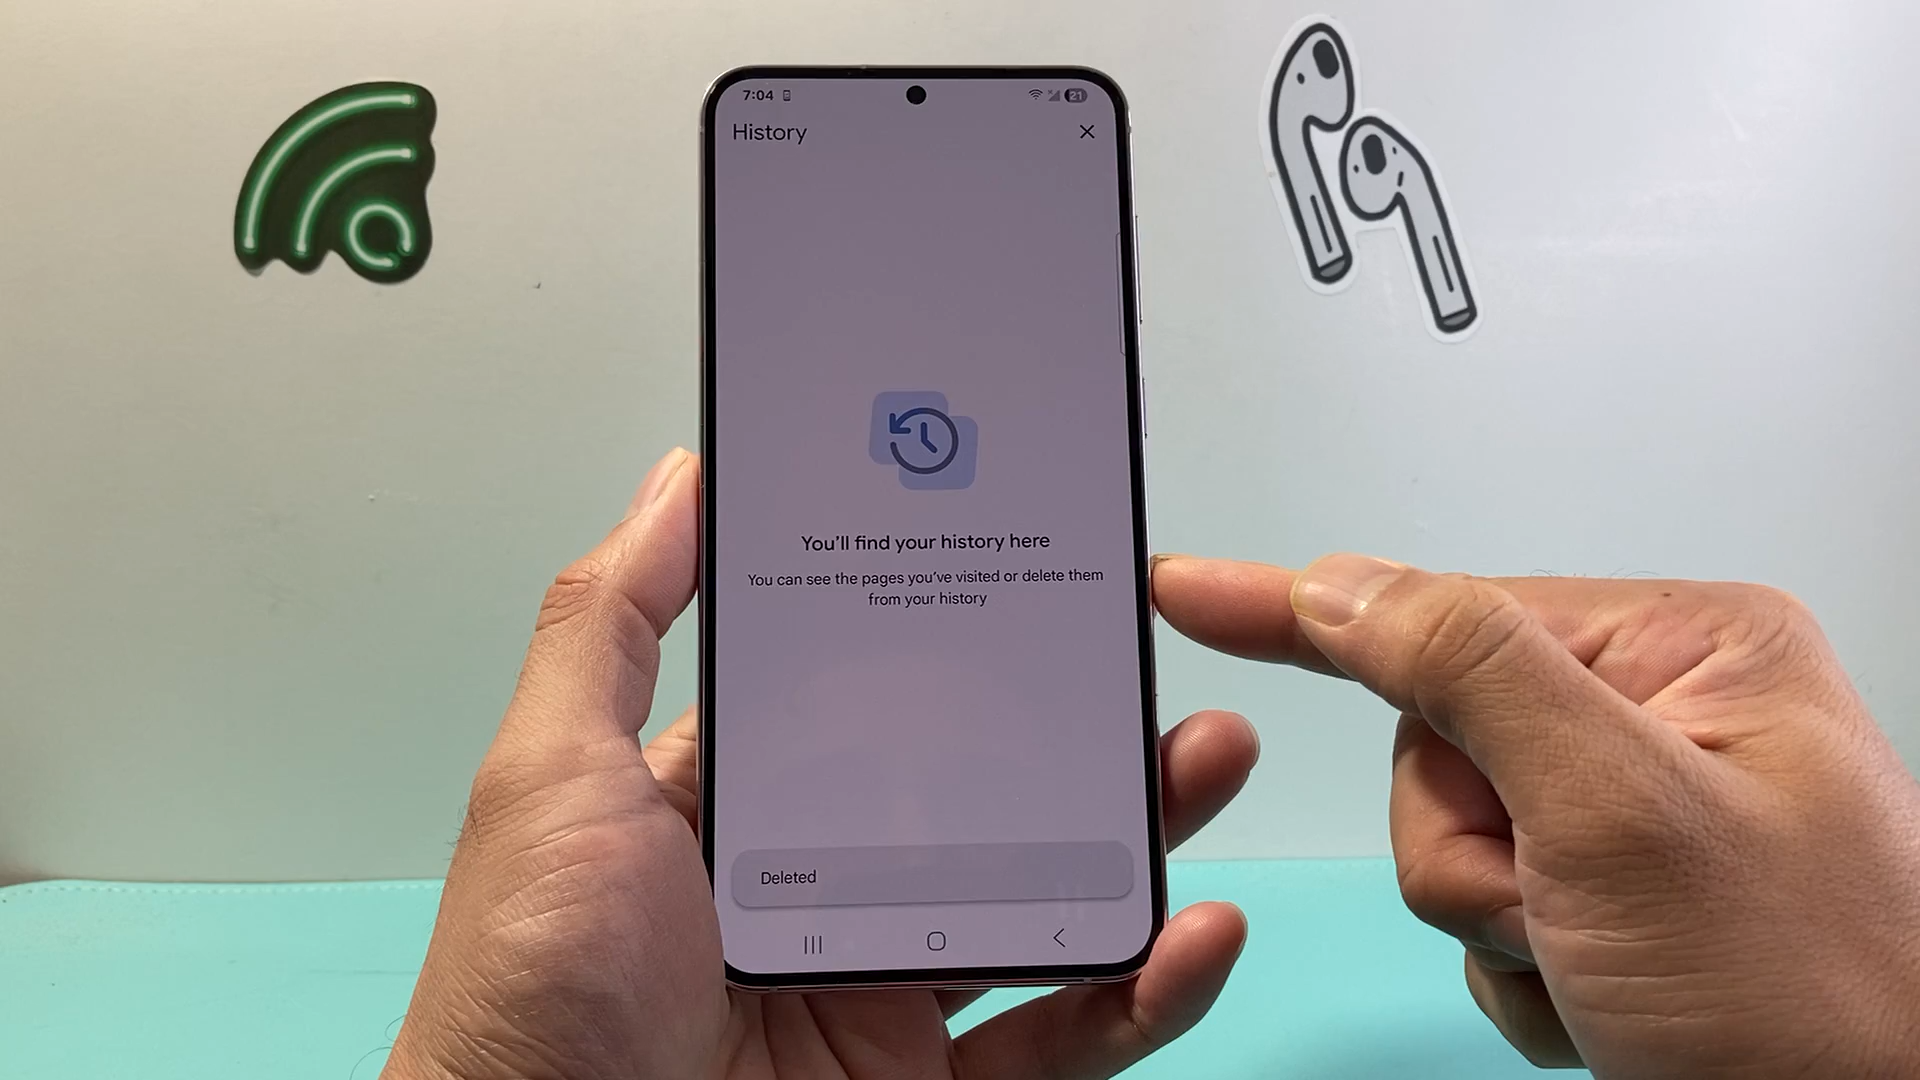 7:04
21
History
You'll find your history here
You can see the pages you've visited or delete them
from your history
Deleted